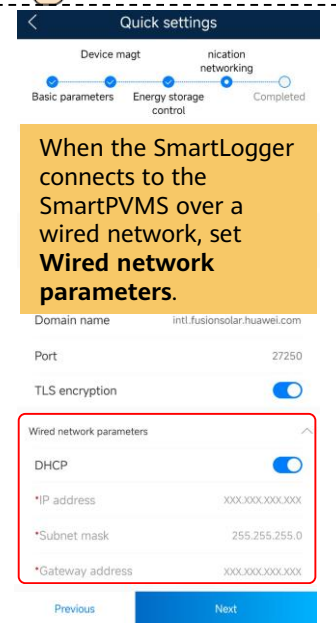 Quick settings
Device magt
nication
networking
Basic parameters
Energy storage
control
Completed
When the SmartLogger
connects to the
SmartPVMS over a
wired network, set
Wired network
parameters.
Domain name intl.fusionsolar.huawei.com
Port 27250
TLS encryption
Wired network parameters
DHCP
*IP address XXX.XXX.XXX.XXX
*Subnet mask 255.255.255.0
*Gateway address XXX.XXX.XXX.XXX
Previous Next